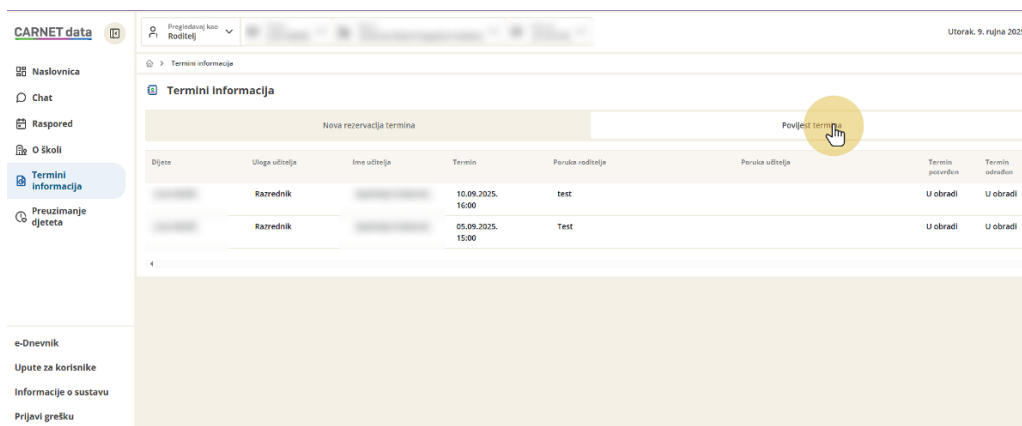 CARNET data
Pregledavaj kao
Roditelj
Utorak. 9. rujna 2025
Naslovnica
Chat
Raspored
O školi
Termini
informacija
Preuzimanje
djeteta
e-Dnevnik
Upute za korisnike
Informacije o sustavu
Prijavi grešku
Termini informacija
Termini informacija
Nova rezervacija termina
Povijest termina
Dijete Uloga učitelja Ime učitelja Termin Poruka roditelja Poruka učitelja Termin potvrđen Termin odrađen
Razrednik 10.09.2025. test U obradi U obradi
16:00
Razrednik 05.09.2025. Test U obradi U obradi
15:00